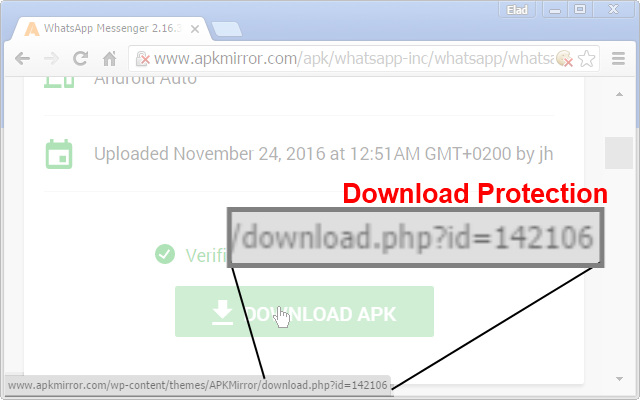 Elad
WhatsApp Messenger 2.16.3
www.apkmirror.com/apk/whatsapp-inc/whatsapp/whatsa
Android Auto
Uploaded November 24, 2016 at 12:51AM GMT+0200 by jh
Download Protection
/download.php?id=142106
Verifi
DOWNLOAD APK
www.apkmirror.com/wp-content/themes/APKMirror/download.php?id=142106